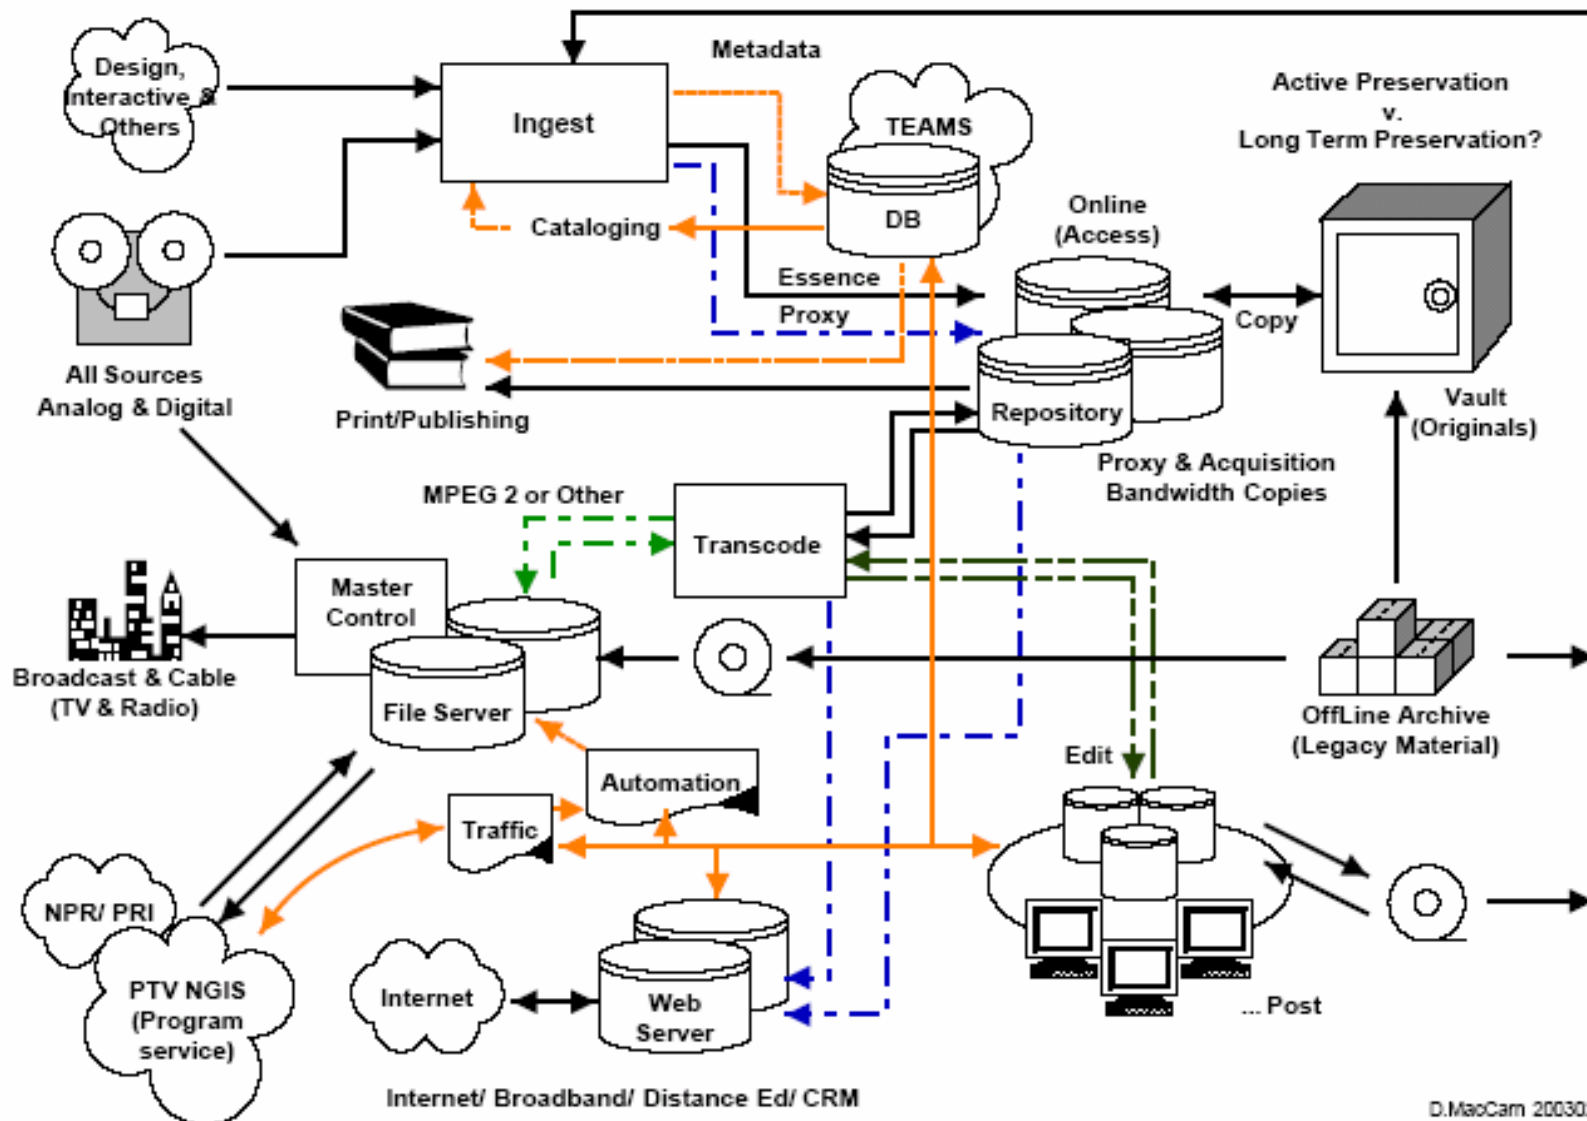 Design,
Interactive &
Others
Metadata
Ingest
TEAMS
DB
Cataloging
Active Preservation
v.
Long Term Preservation?
Online
(Access)
Essence
Proxy
Copy
All Sources
Analog & Digital
Print/Publishing
Repository
Vault
(Originals)
Proxy & Acquisition
Bandwidth Copies
MPEG 2 or Other
Transcode
Master
Control
Broadcast & Cable
(TV & Radio)
File Server
OffLine Archive
(Legacy Material)
Edit
Automation
Traffic
NPR/ PRI
PTV NGIS
(Program
service)
Internet
Web
Server
... Post
Internet/ Broadband/ Distance Ed/ CRM
D.MacCarn